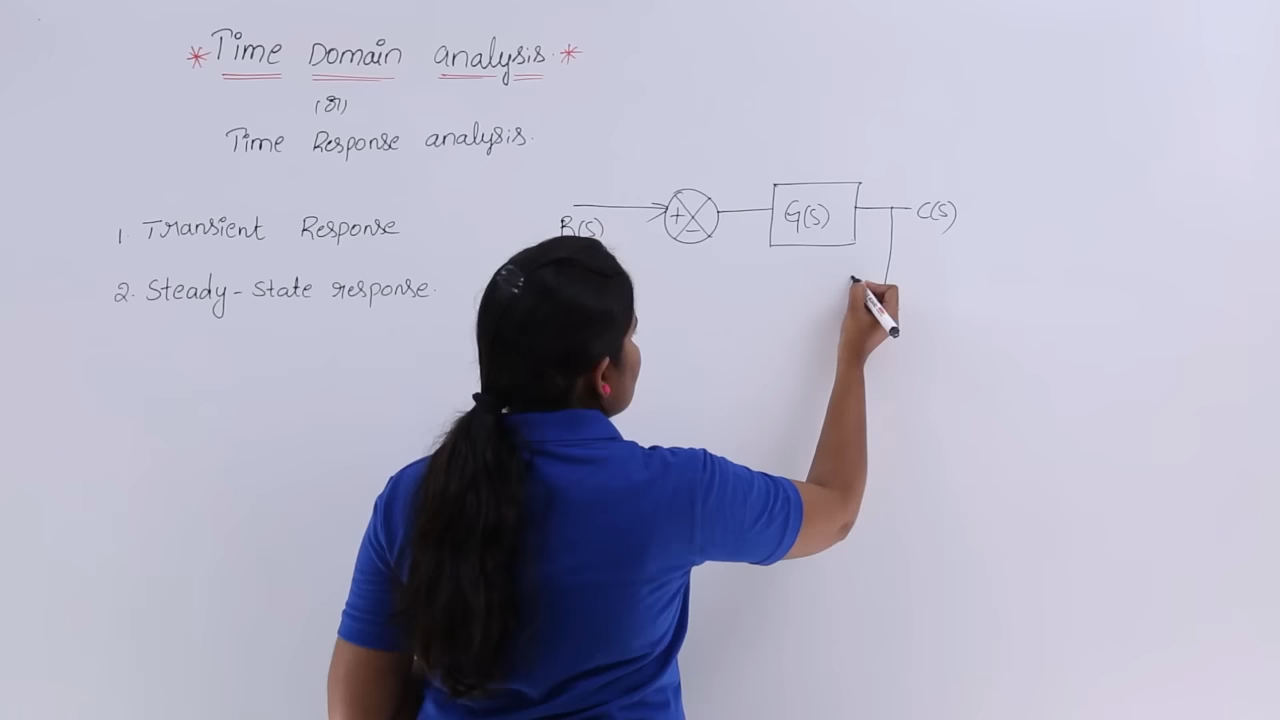 *Time Domain analysis.*
(or)
Time Response analysis.
1. Transient Response
2. Steady-State response.
R(S)
+
-
G(S)
C(S)